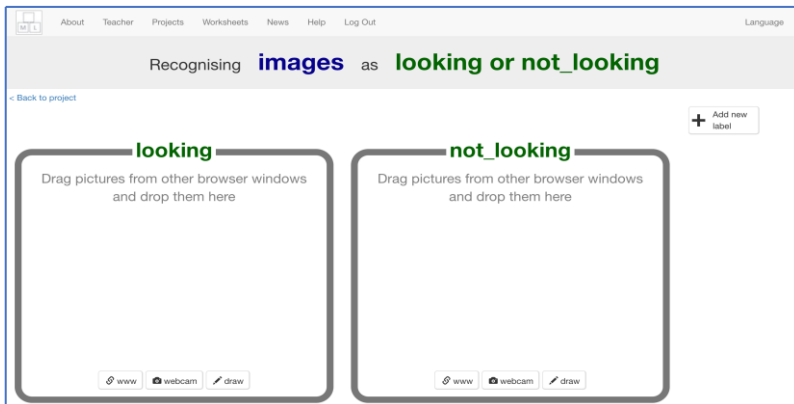 M L About Teacher Projects Worksheets News Help Log Out Language
Recognising images as looking or not_looking
< Back to project
Add new
label
looking
Drag pictures from other browser windows
and drop them here
www webcam draw
not_looking
Drag pictures from other browser windows
and drop them here
www webcam draw